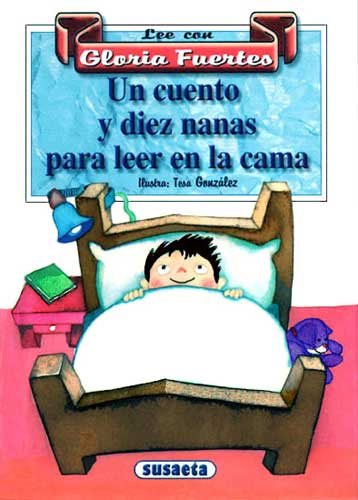 Lee con
Gloria Fuertes
Un cuento
y diez nanas
para leer en la cama
Ilustra: Tesa González
susaeta